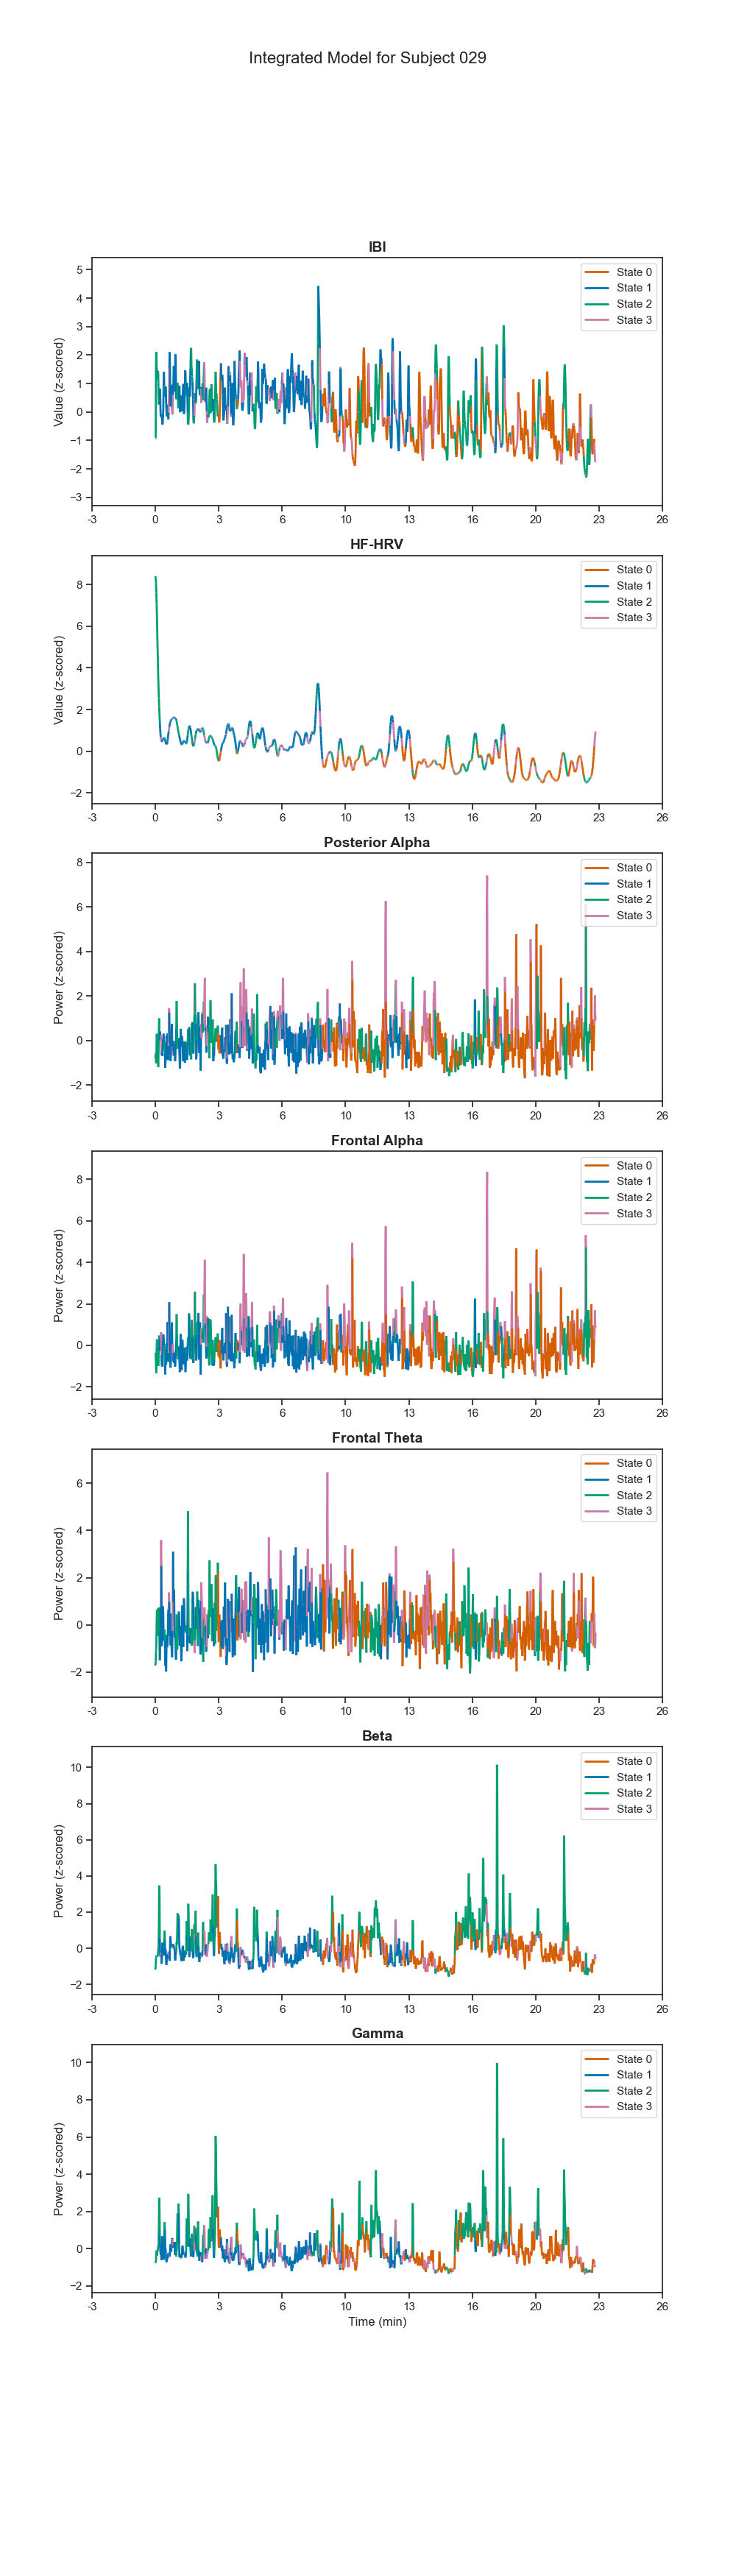 Integrated Model for Subject 029
IBI
Value (z-scored)
5
4
3
2
1
0
−1
−2
−3
State 0
State 1
State 2
State 3
-3 0 3 6 10 13 16 20 23 26
HF-HRV
Value (z-scored)
8
6
4
2
0
−2
State 0
State 1
State 2
State 3
-3 0 3 6 10 13 16 20 23 26
Posterior Alpha
Power (z-scored)
8
6
4
2
0
−2
State 0
State 1
State 2
State 3
-3 0 3 6 10 13 16 20 23 26
Frontal Alpha
Power (z-scored)
8
6
4
2
0
−2
State 0
State 1
State 2
State 3
-3 0 3 6 10 13 16 20 23 26
Frontal Theta
Power (z-scored)
6
4
2
0
−2
State 0
State 1
State 2
State 3
-3 0 3 6 10 13 16 20 23 26
Beta
Power (z-scored)
10
8
6
4
2
0
−2
State 0
State 1
State 2
State 3
-3 0 3 6 10 13 16 20 23 26
Gamma
Power (z-scored)
10
8
6
4
2
0
−2
State 0
State 1
State 2
State 3
-3 0 3 6 10 13 16 20 23 26
Time (min)